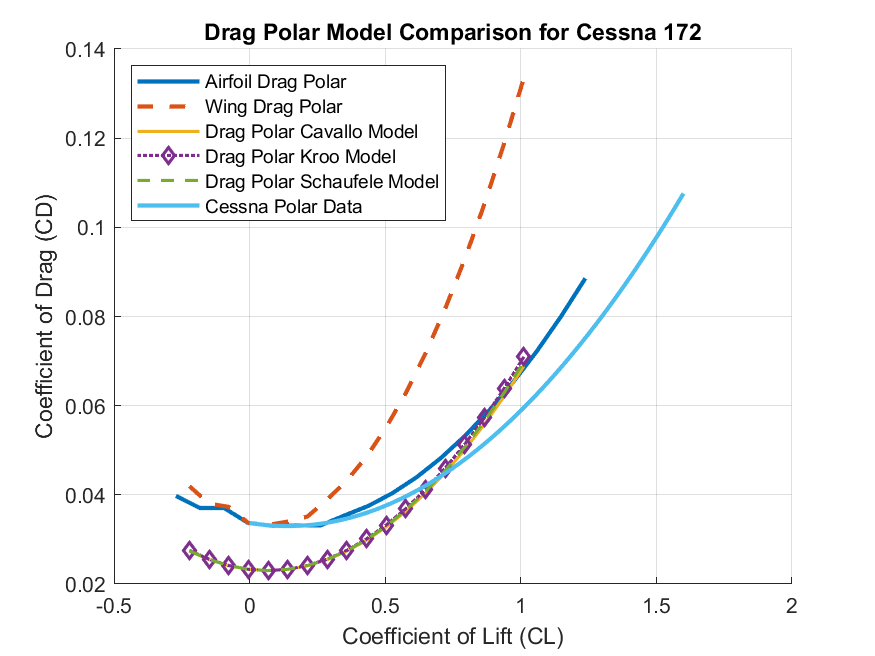 Drag Polar Model Comparison for Cessna 172
0.14
0.12
0.1
0.08
0.06
0.04
0.02
Coefficient of Drag (CD)
Airfoil Drag Polar
Wing Drag Polar
Drag Polar Cavallo Model
Drag Polar Kroo Model
Drag Polar Schaufele Model
Cessna Polar Data
-0.5 0 0.5 1 1.5 2
Coefficient of Lift (CL)